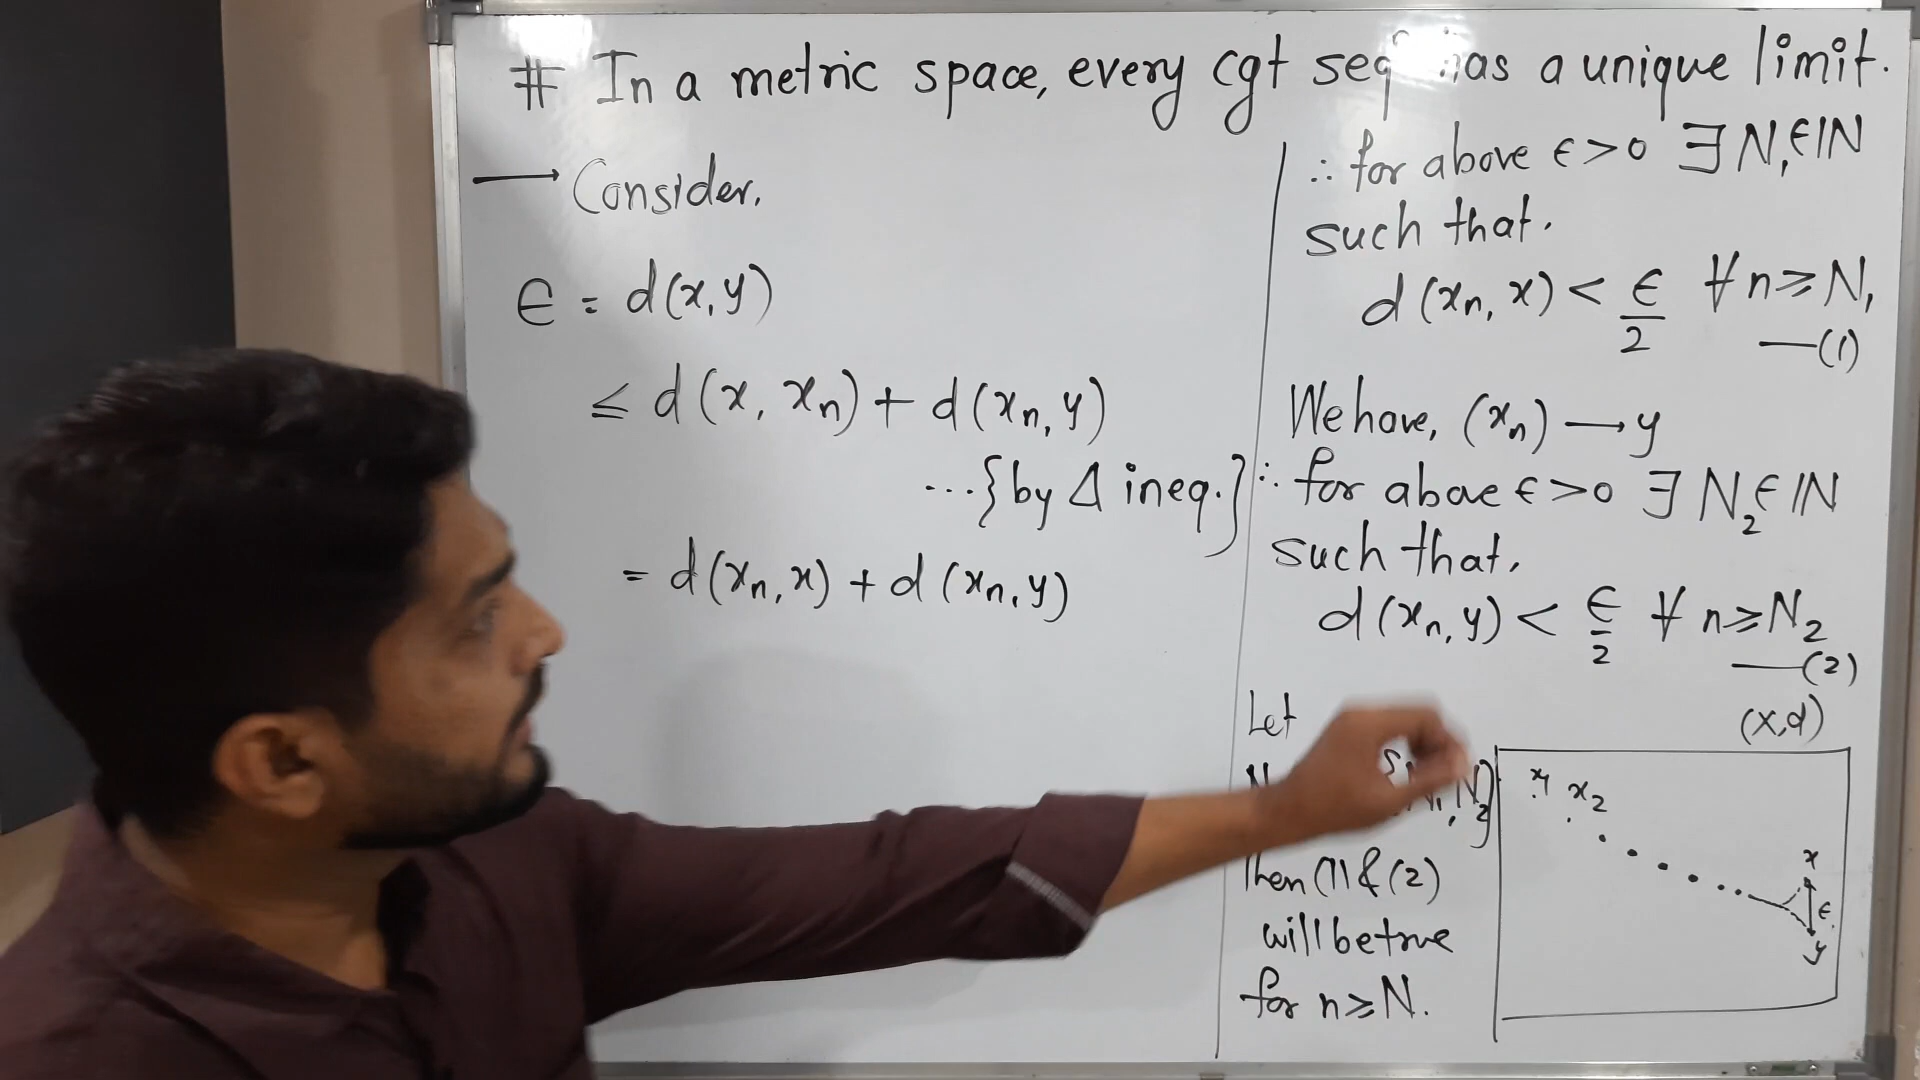 # In a metric space, every cgt seq has a unique limit.
→ Consider,
ϵ = d(x,y)
≤ d(x, xₙ) + d(xₙ, y)
...{by Δ ineq.}
= d(xₙ, x) + d(xₙ, y)
∴ for above ϵ>0 ∃ N₁∈ℕ
such that.
d(xₙ, x) < ϵ/2 ∀ n≥N₁
—(1)
We have, (xₙ) → y
∴ for above ϵ>0 ∃ N₂∈ℕ
such that,
d(xₙ, y) < ϵ/2 ∀ n≥N₂
—(2)
Let
N₁, N₂}
Then (1) & (2)
will be true
for n≥N.
(X,d)
x₁ x₂
x
ϵ
y